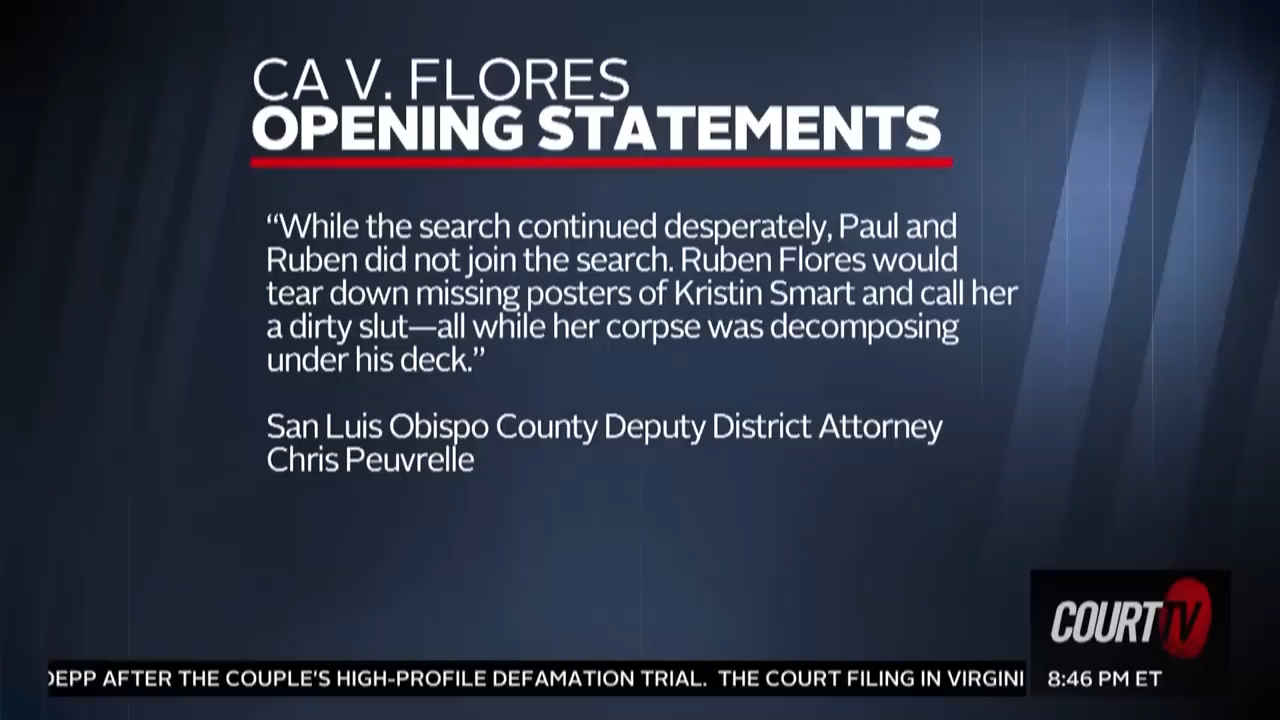 CA V. FLORES
OPENING STATEMENTS
“While the search continued desperately, Paul and
Ruben did not join the search. Ruben Flores would
tear down missing posters of Kristin Smart and call her
a dirty slut—all while her corpse was decomposing
under his deck.”
San Luis Obispo County Deputy District Attorney
Chris Peuvrelle
COURT TV
DEPP AFTER THE COUPLE'S HIGH-PROFILE DEFAMATION TRIAL. THE COURT FILING IN VIRGINI
8:46 PM ET